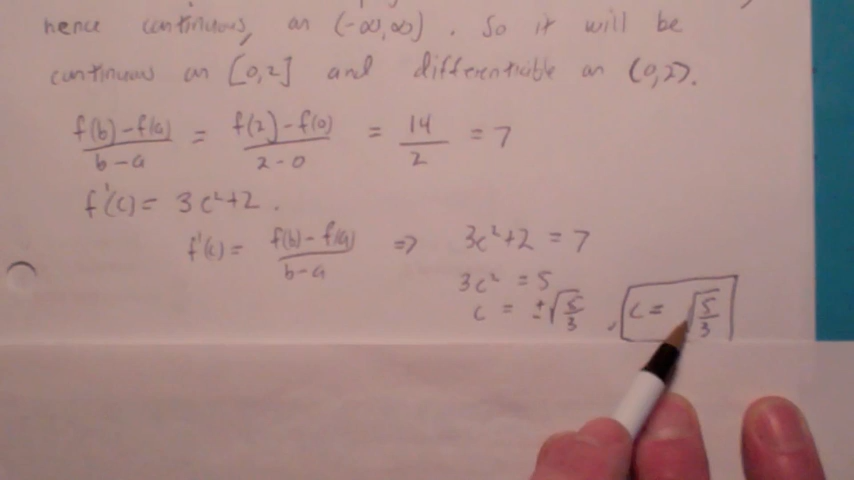 hence continuous, on (-∞,∞). So it will be
continuous on [0,2] and differentiable on (0,2).
f(b)-f(a)/b-a = f(2)-f(0)/2-0 = 14/2 = 7
f'(c) = 3c²+2.
f'(c) = f(b)-f(a)/b-a ⇒ 3c²+2 = 7
3c² = 5
c = ±√5/3, c = √5/3